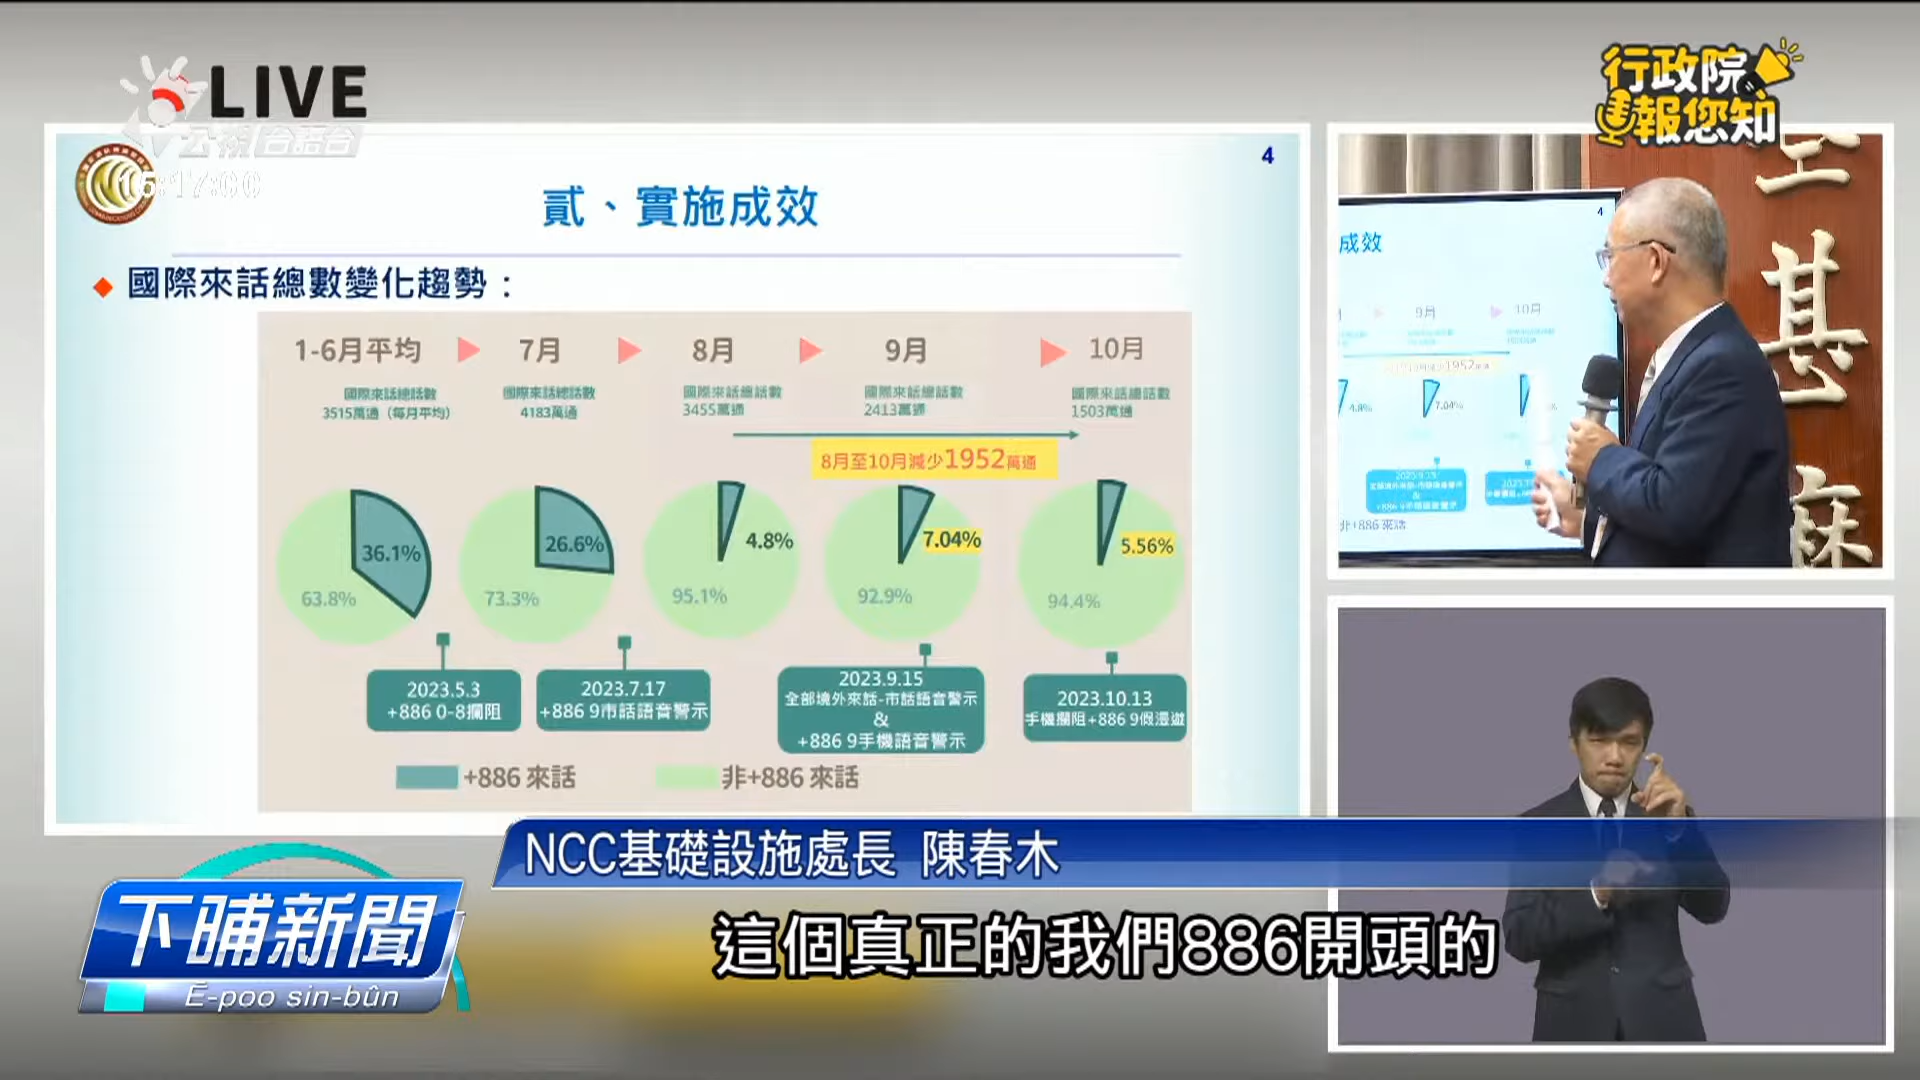 LIVE
公視台語台
行政院
報您知
4
貳、實施成效
國際來話總數變化趨勢：
1-6月平均
7月
8月
9月
10月
國際來話總話數
3515萬通（每月平均）
國際來話總話數
4183萬通
國際來話總話數
3455萬通
國際來話總話數
2413萬通
國際來話總話數
1503萬通
8月至10月減少1952萬通
36.1%
63.8%
26.6%
73.3%
4.8%
95.1%
7.04%
92.9%
5.56%
94.4%
2023.5.3
+886 0-8攔阻
2023.7.17
+886 9市話語音警示
2023.9.15
全部境外來話-市話語音警示
&
+886 9手機語音警示
2023.10.13
手機攔阻+886 9假漫遊
+886 來話
非+886 來話
4
成效
9月
10月
1952
4.8%
7.04%
非+886 來話
其
NCC基礎設施處長 陳春木
這個真正的我們886開頭的
下晡新聞
Ē-poo sin-bûn